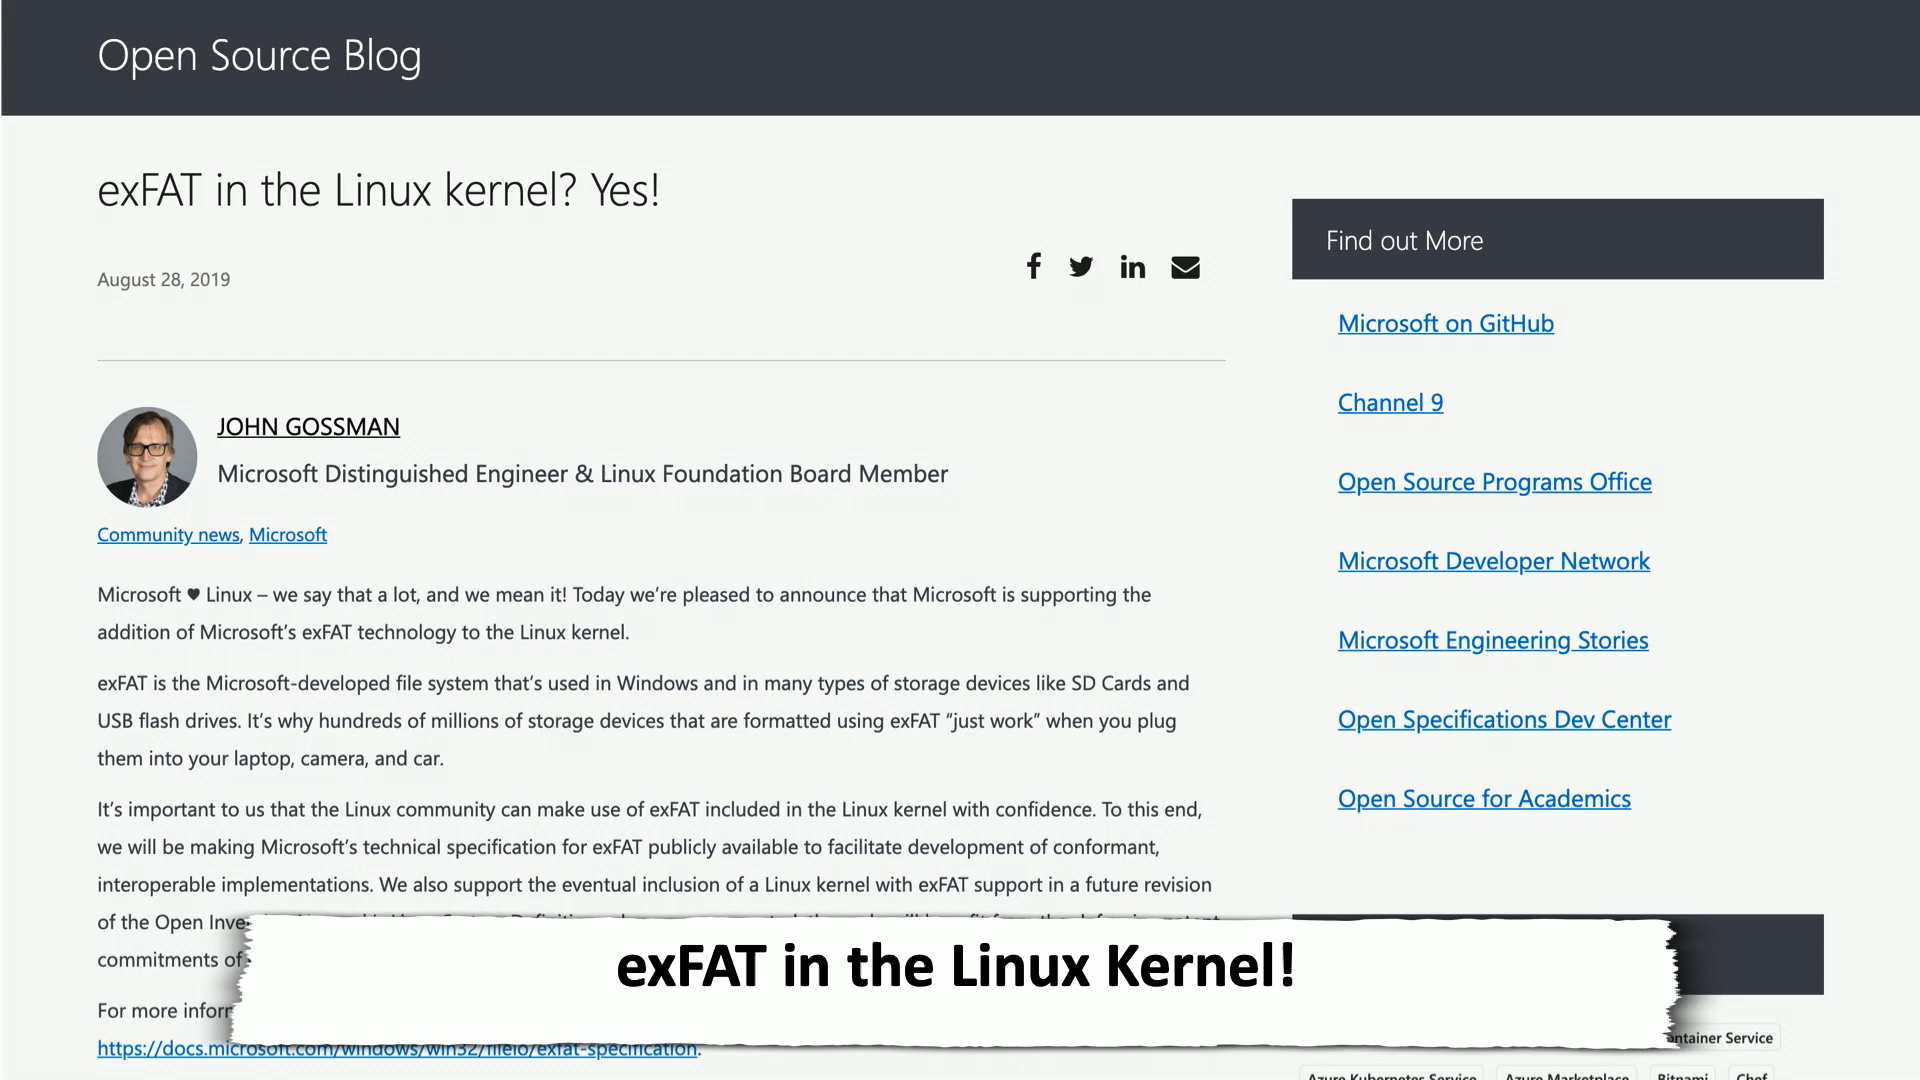 Open Source Blog
exFAT in the Linux kernel? Yes!
August 28, 2019
JOHN GOSSMAN
Microsoft Distinguished Engineer & Linux Foundation Board Member
Community news, Microsoft
Microsoft ♥ Linux – we say that a lot, and we mean it! Today we’re pleased to announce that Microsoft is supporting the
addition of Microsoft’s exFAT technology to the Linux kernel.
exFAT is the Microsoft-developed file system that’s used in Windows and in many types of storage devices like SD Cards and
USB flash drives. It’s why hundreds of millions of storage devices that are formatted using exFAT “just work” when you plug
them into your laptop, camera, and car.
It’s important to us that the Linux community can make use of exFAT included in the Linux kernel with confidence. To this end,
we will be making Microsoft’s technical specification for exFAT publicly available to facilitate development of conformant,
interoperable implementations. We also support the eventual inclusion of a Linux kernel with exFAT support in a future revision
of the Open
commitments of
For more
https://docs.microsoft.com/windows/win32/fileio/exfat-specification.
Find out More
Microsoft on GitHub
Channel 9
Open Source Programs Office
Microsoft Developer Network
Microsoft Engineering Stories
Open Specifications Dev Center
Open Source for Academics
Service
Azure Kubernetes Service Azure Marketplace Bitnami Chef
exFAT in the Linux Kernel!